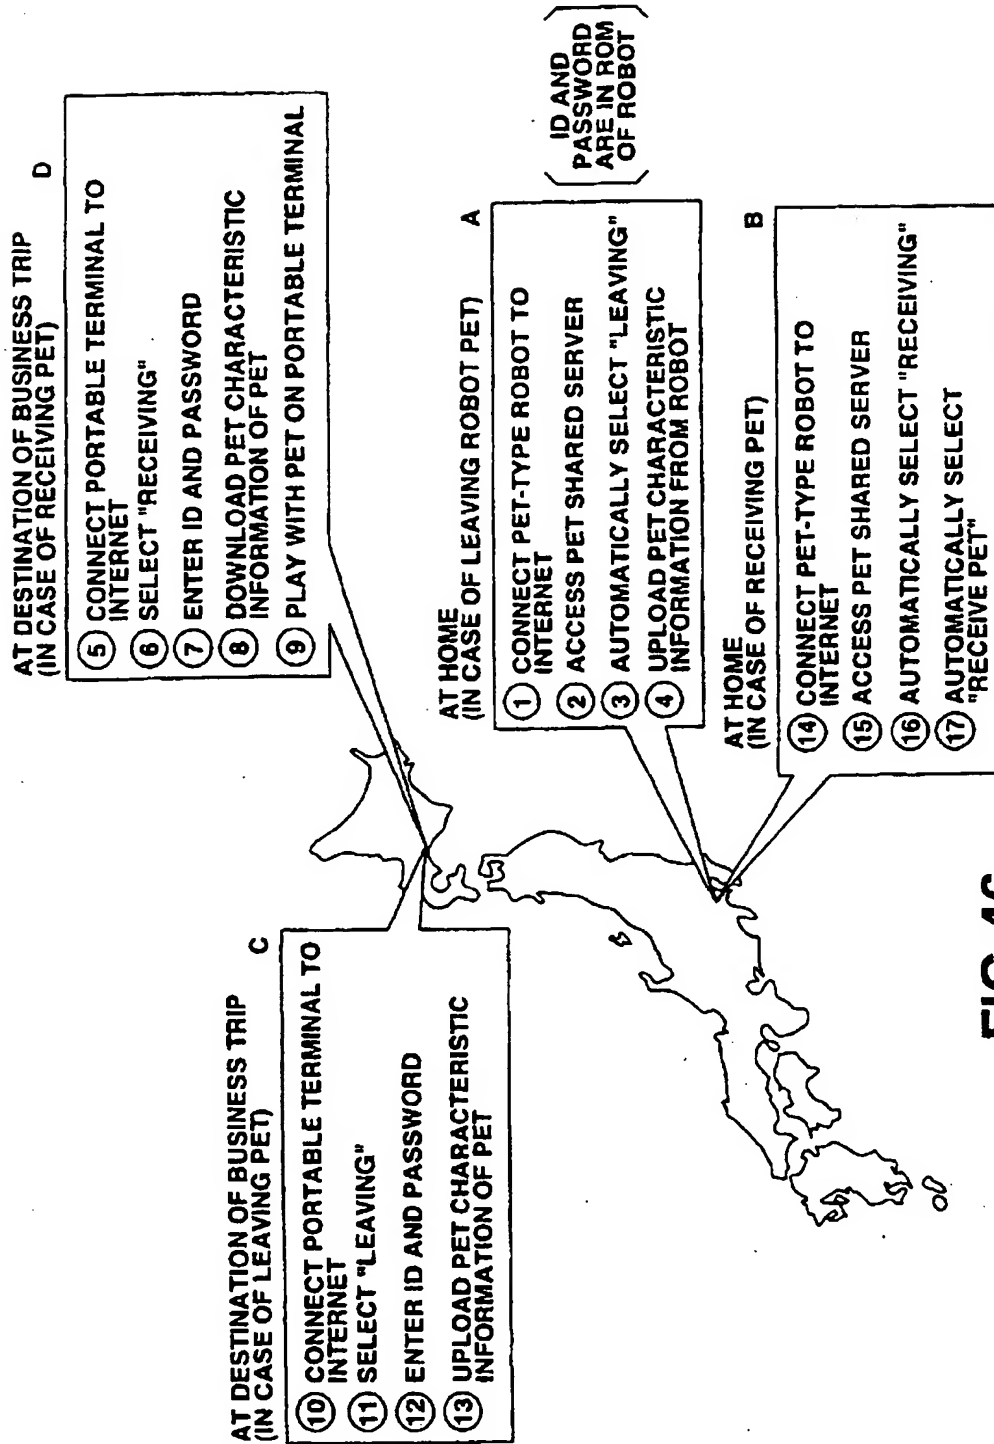 AT DESTINATION OF BUSINESS TRIP
(IN CASE OF RECEIVING PET)
D
5 CONNECT PORTABLE TERMINAL TO
INTERNET
6 SELECT "RECEIVING"
7 ENTER ID AND PASSWORD
8 DOWNLOAD PET CHARACTERISTIC
INFORMATION OF PET
9 PLAY WITH PET ON PORTABLE TERMINAL
AT HOME
(IN CASE OF LEAVING ROBOT PET)
A
1 CONNECT PET-TYPE ROBOT TO
INTERNET
2 ACCESS PET SHARED SERVER
3 AUTOMATICALLY SELECT "LEAVING"
4 UPLOAD PET CHARACTERISTIC
INFORMATION FROM ROBOT
ID AND
PASSWORD
ARE IN ROM
OF ROBOT
AT HOME
(IN CASE OF RECEIVING PET)
B
14 CONNECT PET-TYPE ROBOT TO
INTERNET
15 ACCESS PET SHARED SERVER
16 AUTOMATICALLY SELECT "RECEIVING"
17 AUTOMATICALLY SELECT
"RECEIVE PET"
AT DESTINATION OF BUSINESS TRIP
(IN CASE OF LEAVING PET)
C
10 CONNECT PORTABLE TERMINAL TO
INTERNET
11 SELECT "LEAVING"
12 ENTER ID AND PASSWORD
13 UPLOAD PET CHARACTERISTIC
INFORMATION OF PET